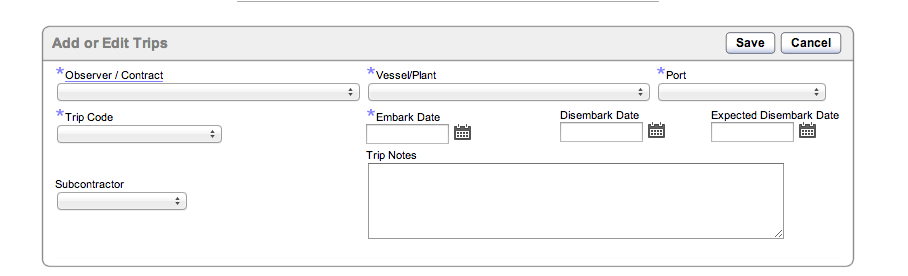 Add or Edit Trips Save Cancel
*Observer / Contract *Vessel/Plant *Port
*Trip Code *Embark Date Disembark Date Expected Disembark Date
Trip Notes
Subcontractor